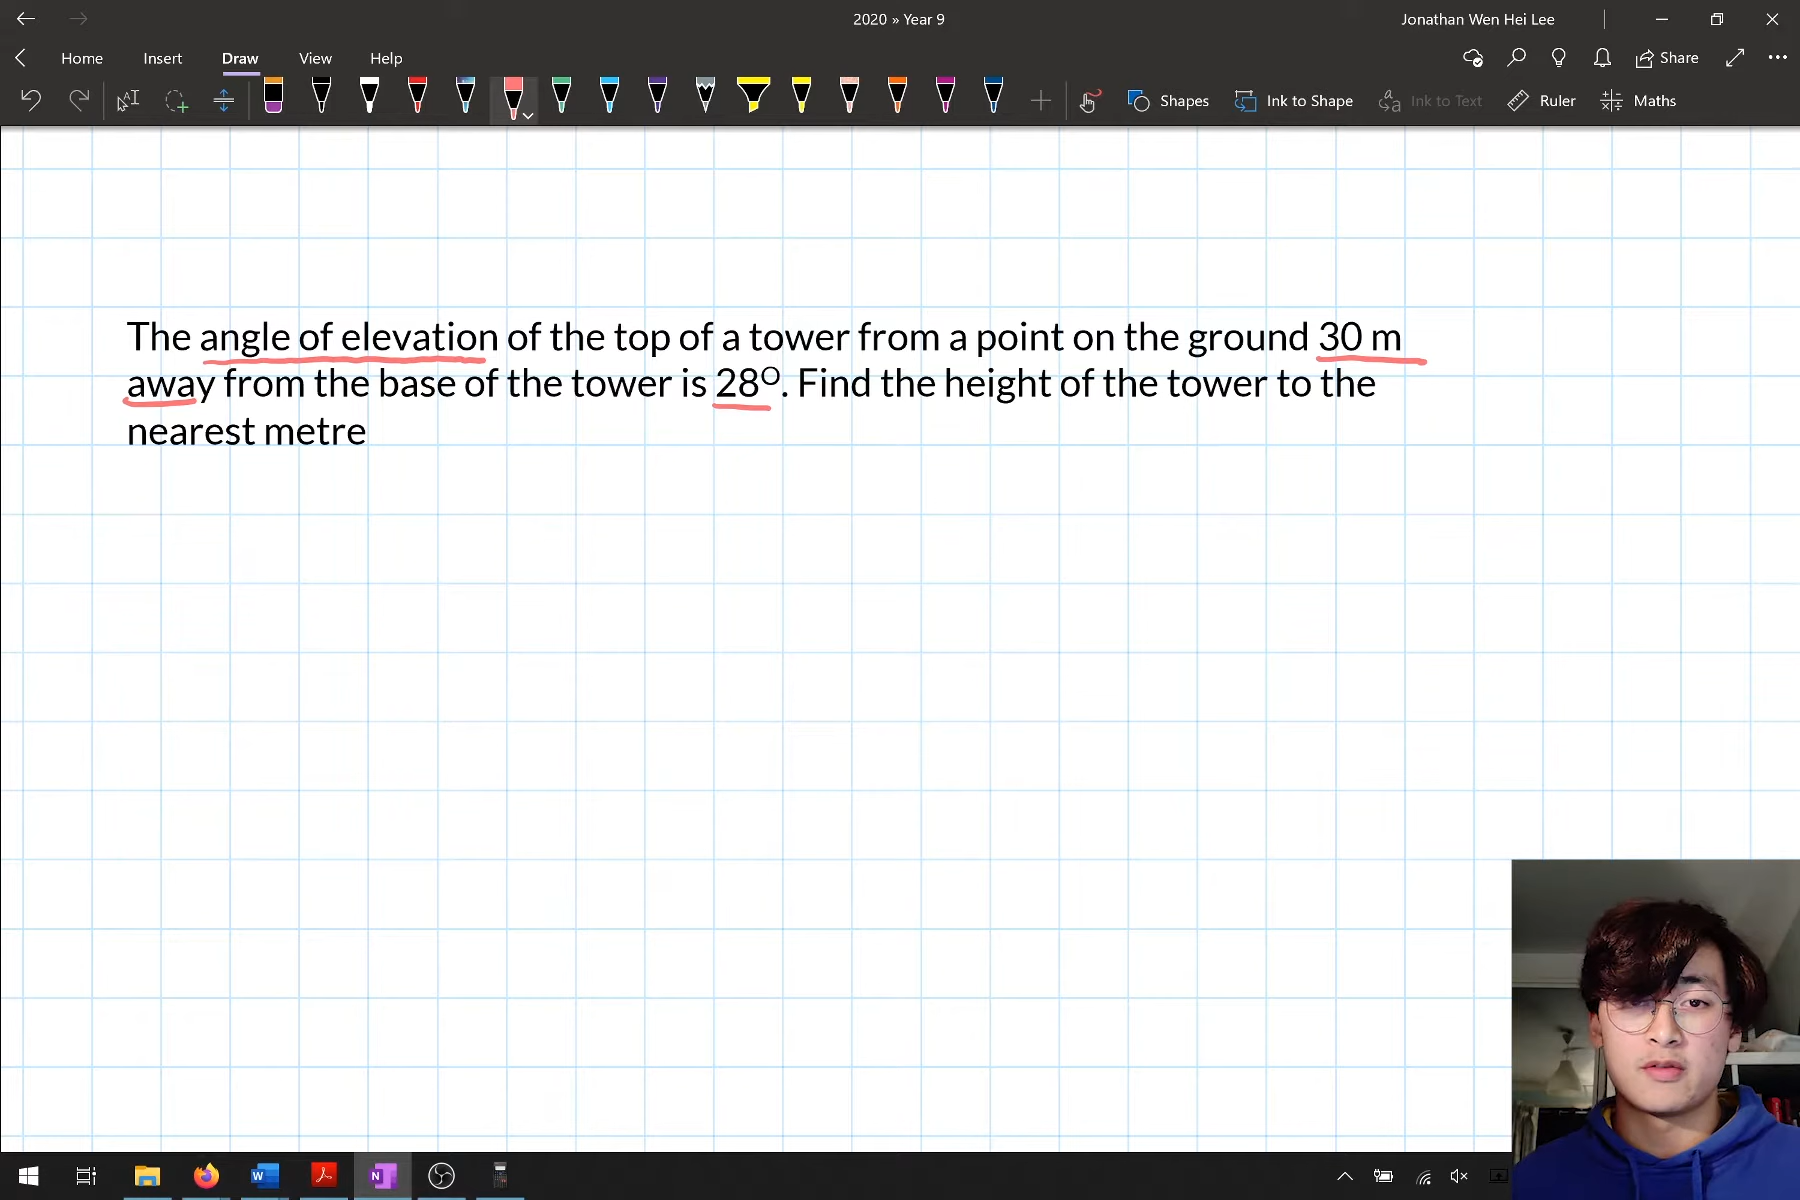 2020 » Year 9
Jonathan Wen Hei Lee
Home Insert Draw View Help
Share
Shapes Ink to Shape Ink to Text Ruler Maths
The angle of elevation of the top of a tower from a point on the ground 30 m
away from the base of the tower is 28°. Find the height of the tower to the
nearest metre